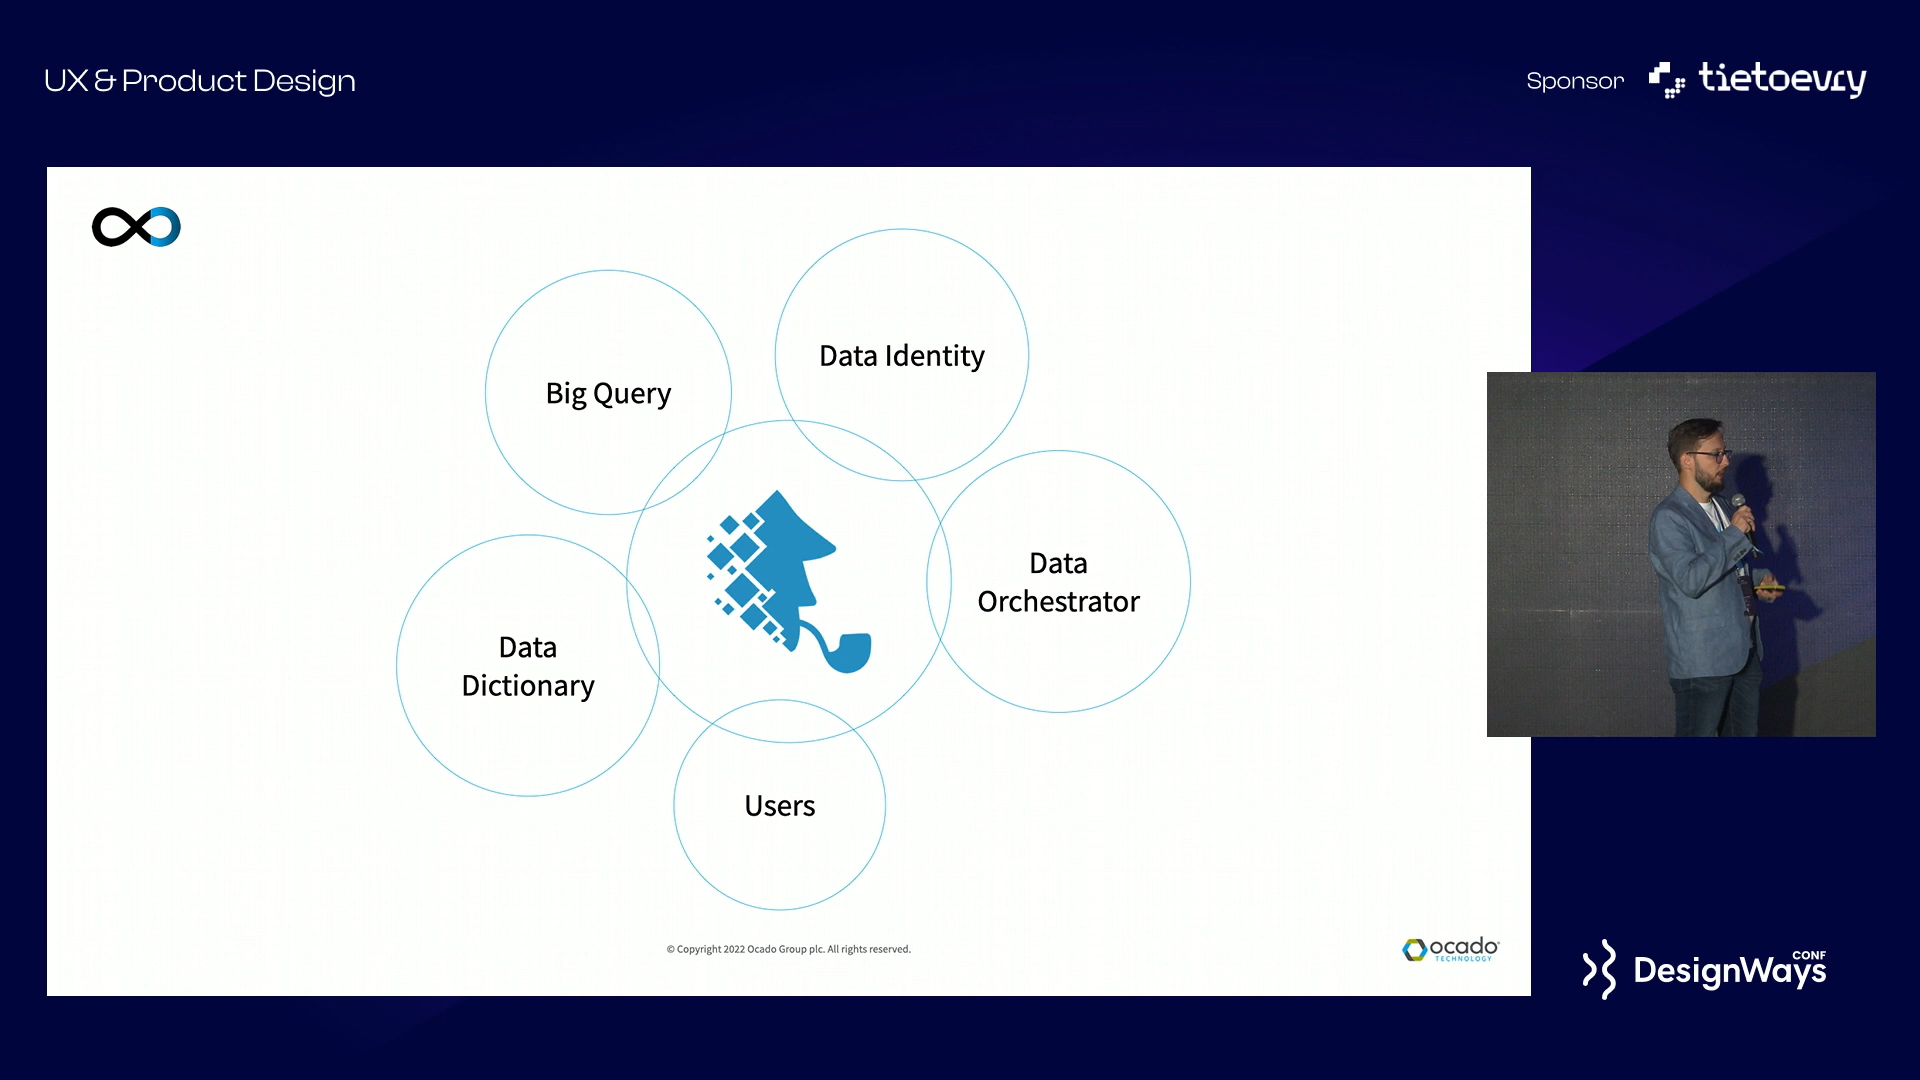 UX & Product Design
Sponsor tietoevry
Big Query
Data Identity
Data
Orchestrator
Data
Dictionary
Users
© Copyright 2022 Ocado Group plc. All rights reserved.
ocado
TECHNOLOGY
DesignWays CONF